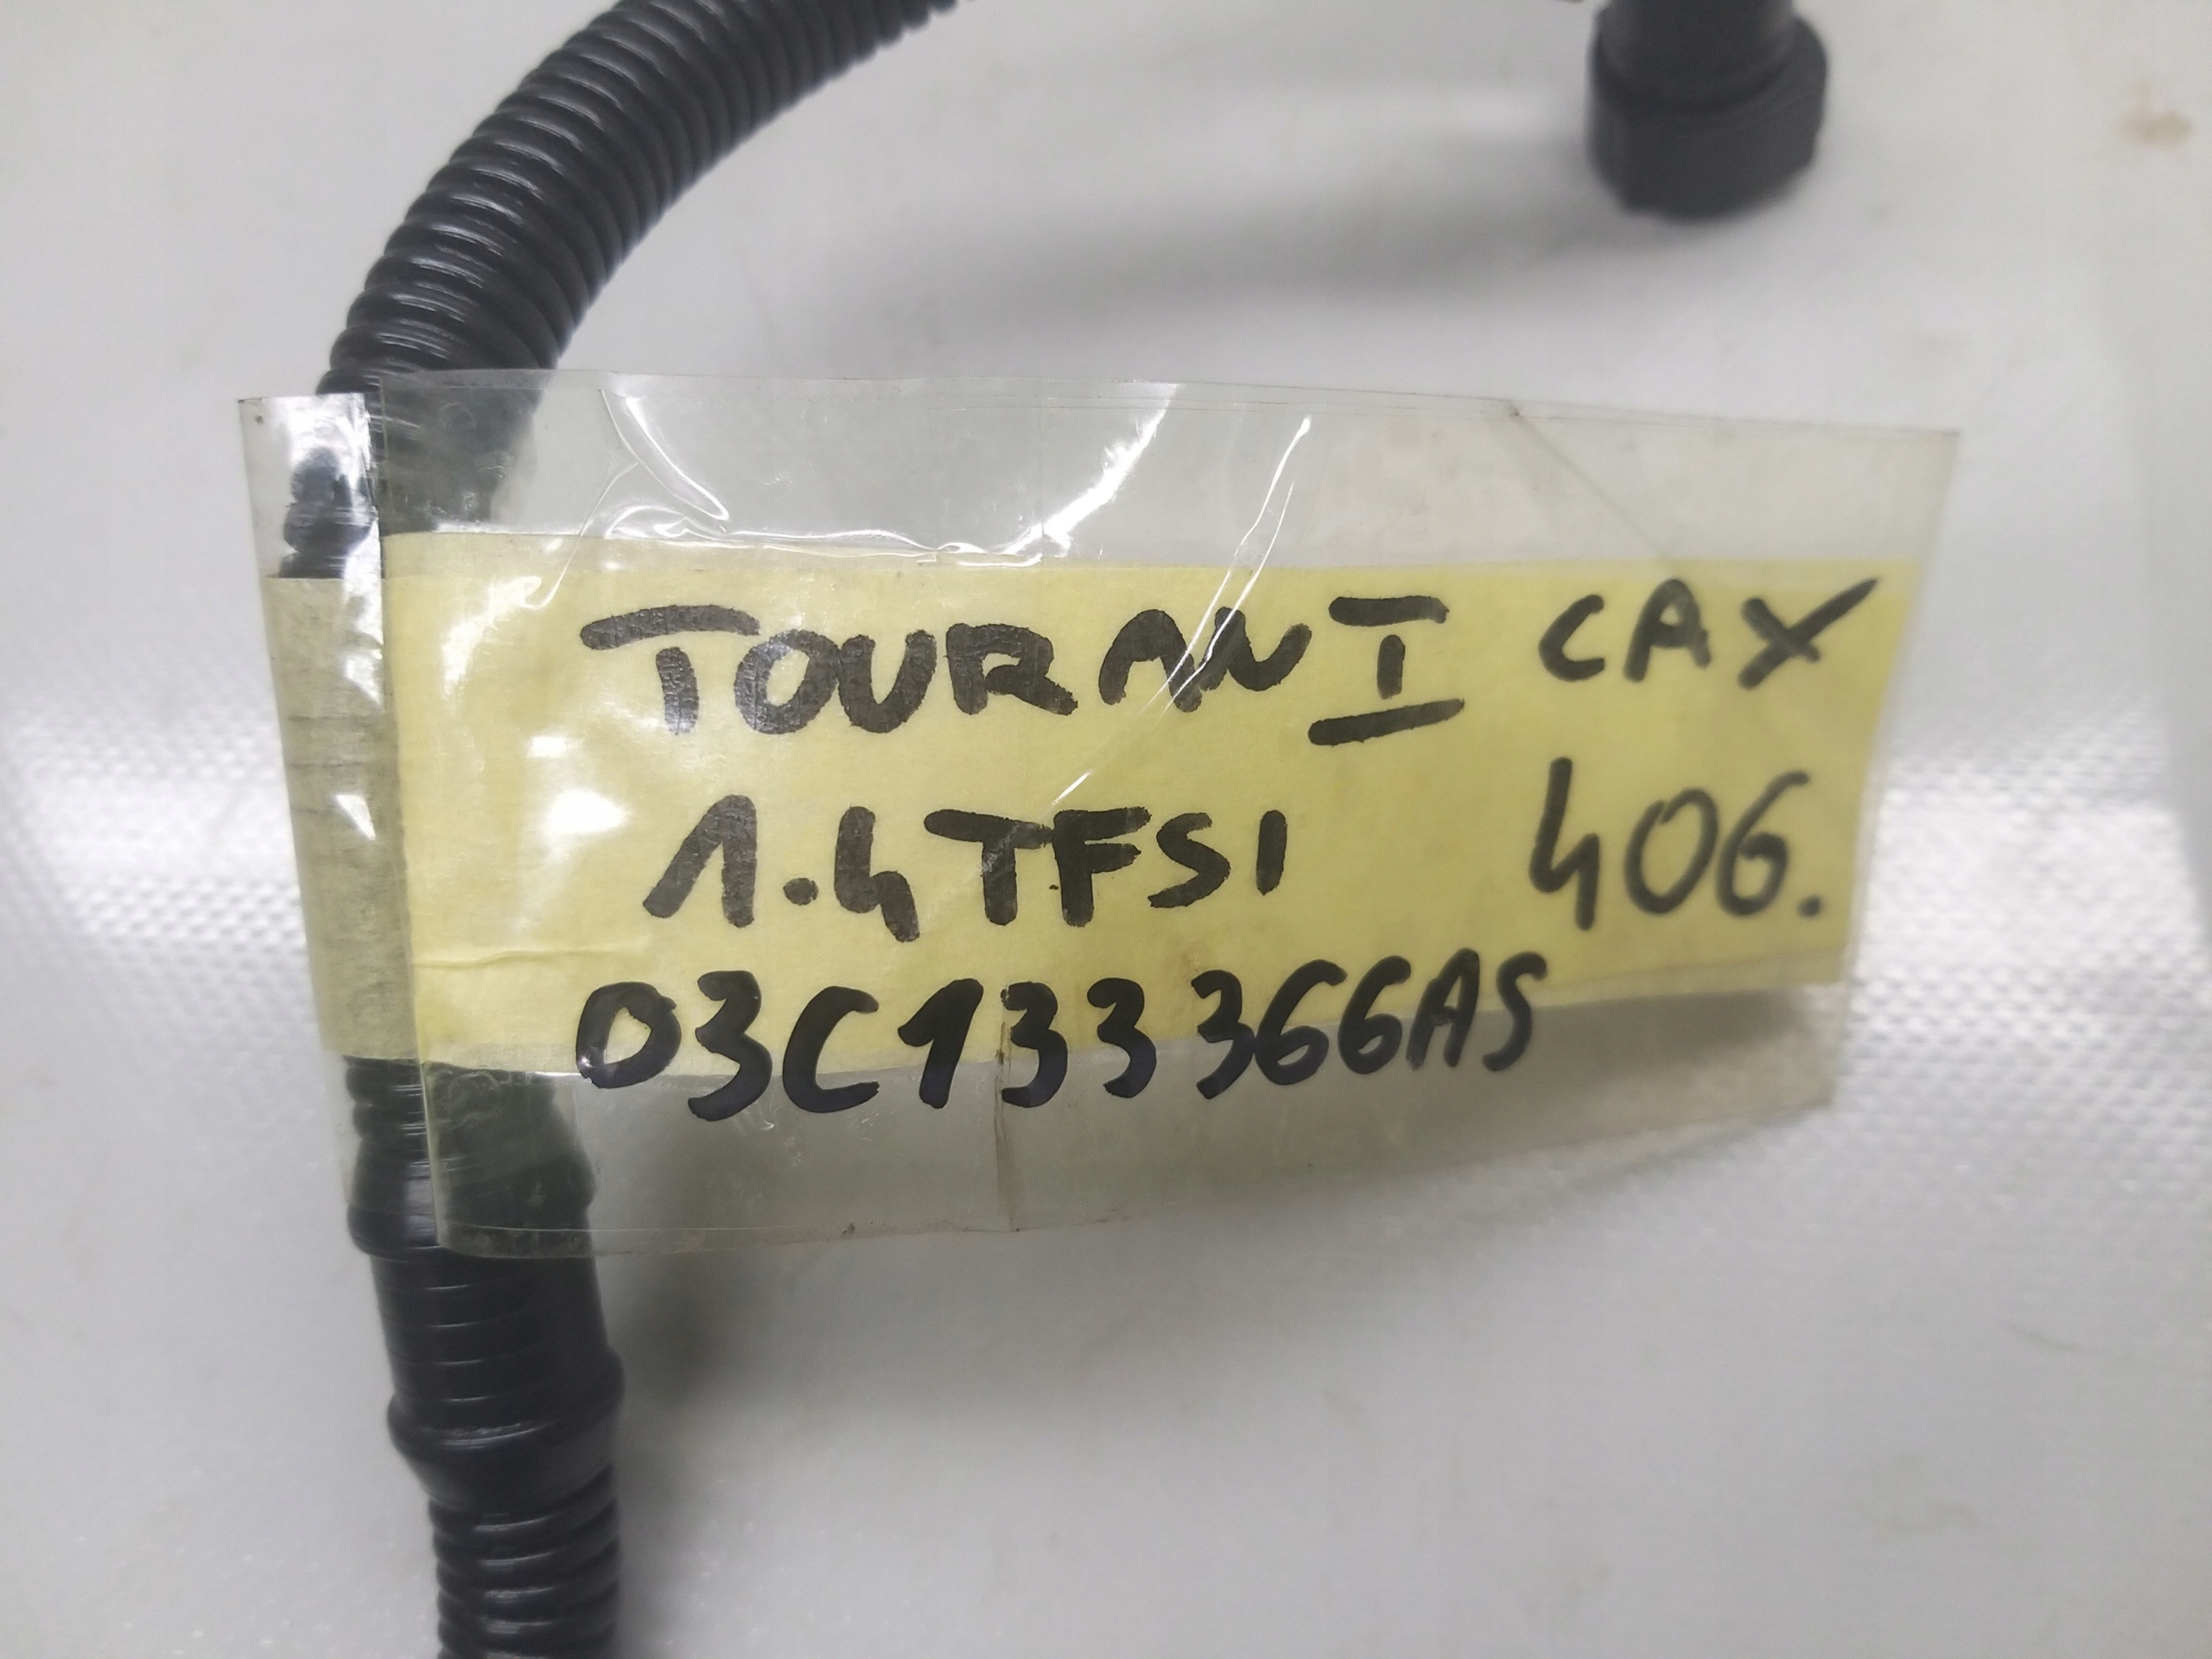 TOURAN I CAX
1.4TFSI 406.
03C133366AS